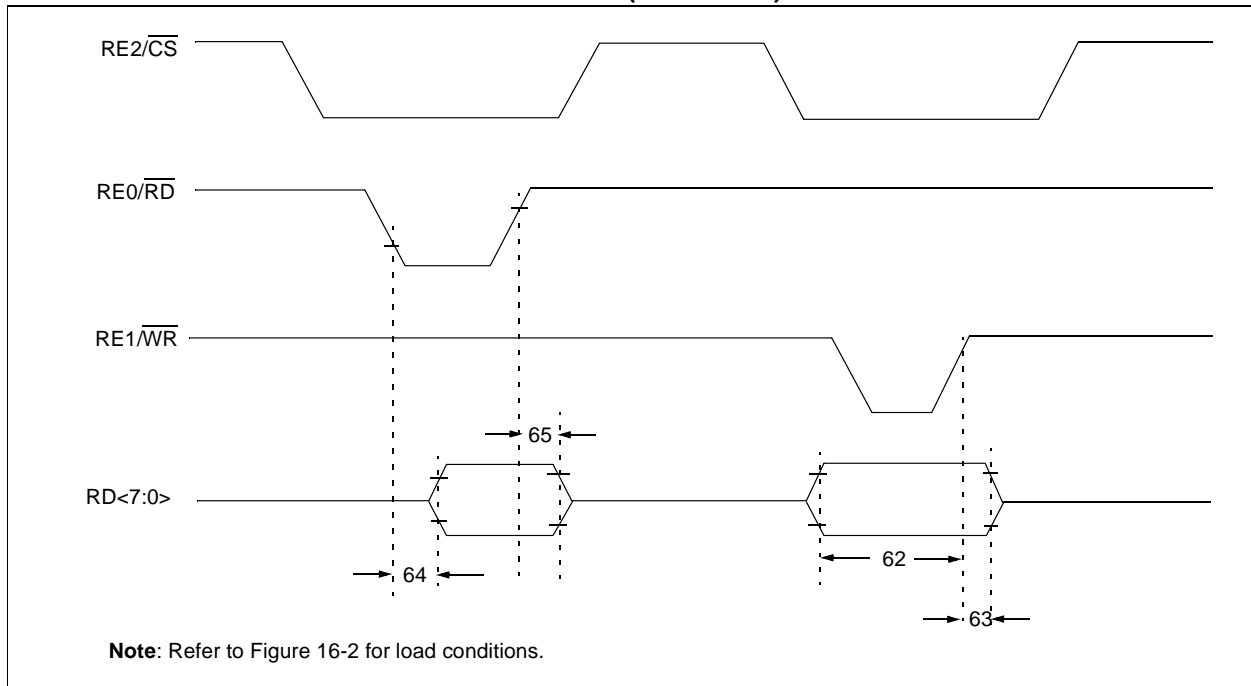 RE2/CS
RE0/RD
RE1/WR
65
RD<7:0>
62
64
63
Note: Refer to Figure 16-2 for load conditions.